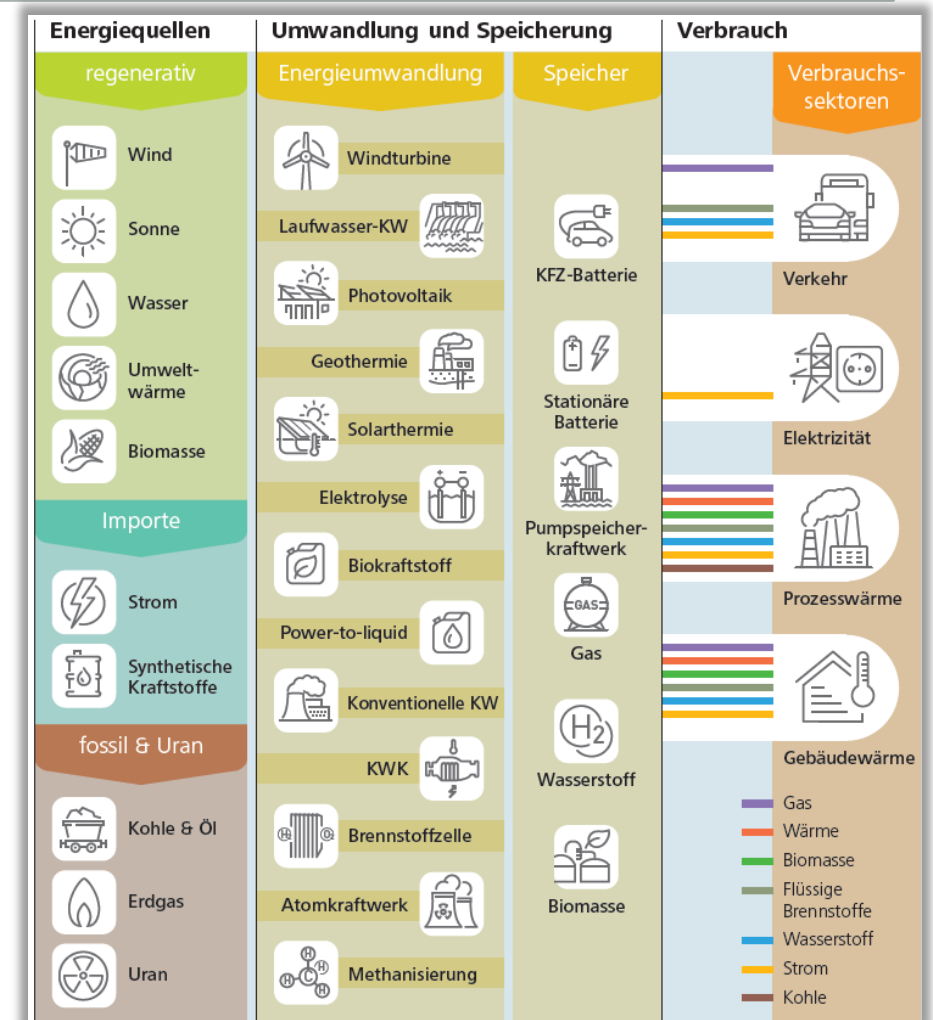 Energiequellen
Umwandlung und Speicherung
Verbrauch
regenerativ
Wind
Sonne
Wasser
Umwelt-
wärme
Biomasse
Importe
Strom
Synthetische
Kraftstoffe
fossil & Uran
Kohle & Öl
Erdgas
Uran
Energieumwandlung
Windturbine
Laufwasser-KW
Photovoltaik
Geothermie
Solarthermie
+ −
Elektrolyse
Biokraftstoff
Power-to-liquid
Konventionelle KW
KWK
H₂ O₂
Brennstoffzelle
Atomkraftwerk
H
H C H
H
Methanisierung
Speicher
KFZ-Batterie
Stationäre
Batterie
Pumpspeicher-
kraftwerk
GAS
Gas
H₂
Wasserstoff
Biomasse
Verbrauchs-
sektoren
Verkehr
Elektrizität
Prozesswärme
Gebäudewärme
Gas
Wärme
Biomasse
Flüssige
Brennstoffe
Wasserstoff
Strom
Kohle